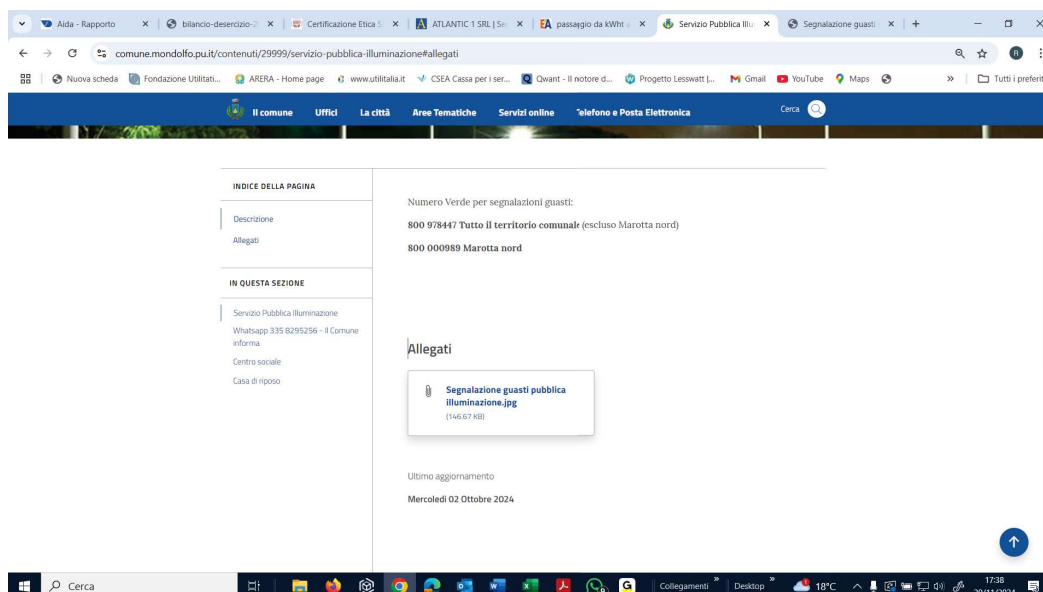 Aida - Rapporto
bilancio-desercizio-2
Certificazione Etica S
ATLANTIC 1 SRL | Se
passaggio da kWht
Servizio Pubblica Illu
Segnalazione guasti
comune.mondolfo.pu.it/contenuti/29999/servizio-pubblica-illuminazione#allegati
R
Nuova scheda
Fondazione Utilitati...
ARERA - Home page
www.utilitalia.it
CSEA Cassa per i ser...
Qwant - Il notore d...
Progetto Lesswatt |...
Gmail
YouTube
Maps
»
Tutti i preferit
Il comune
Uffici
La città
Aree Tematiche
Servizi online
Telefono e Posta Elettronica
Cerca
INDICE DELLA PAGINA
Descrizione
Allegati
IN QUESTA SEZIONE
Servizio Pubblica Illuminazione
Whatsapp 335 8295256 - Il Comune
informa
Centro sociale
Casa di riposo
Numero Verde per segnalazioni guasti:
800 978447 Tutto il territorio comunale (escluso Marotta nord)
800 000989 Marotta nord
Allegati
Segnalazione guasti pubblica
illuminazione.jpg
(146.67 KB)
Ultimo aggiornamento
Mercoledì 02 Ottobre 2024
Cerca
Collegamenti »
Desktop »
18°C
17:38
20/11/2024